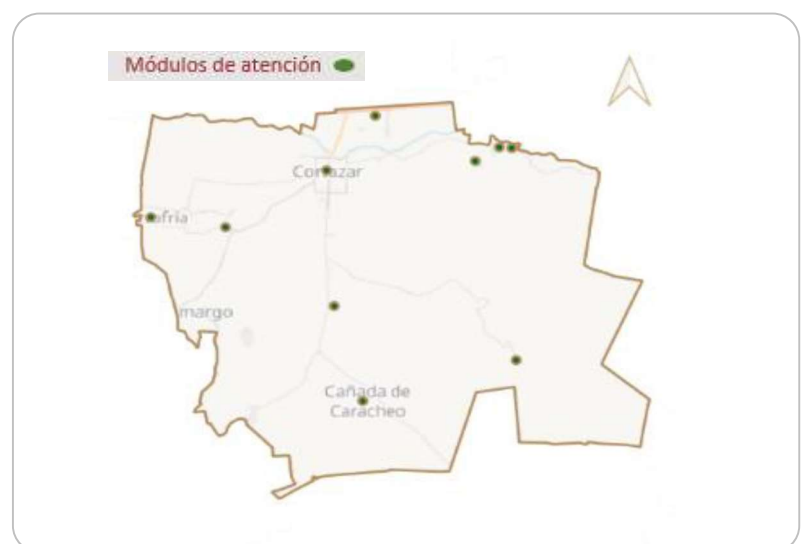 Módulos de atención
Cortazar
afría
margo
Cañada de
Caracheo